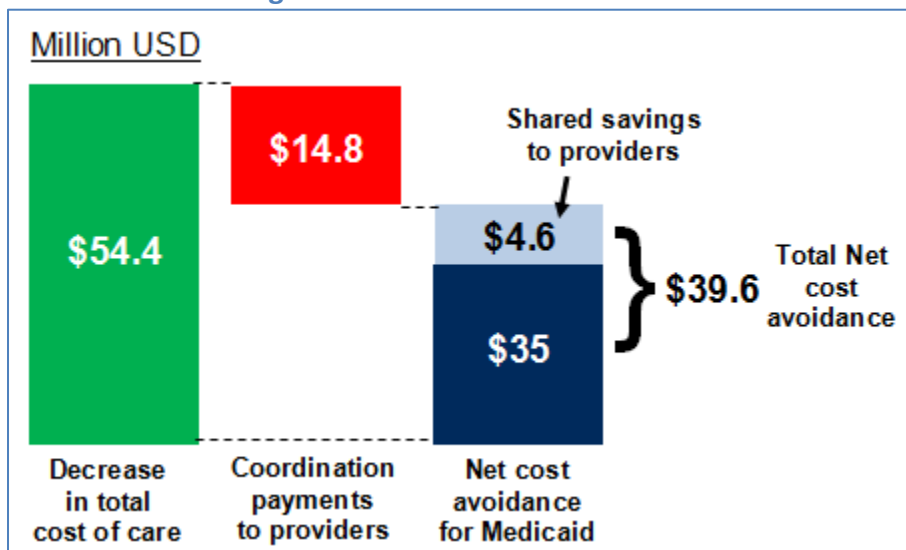 Million USD
$54.4
$14.8
Shared savings
to providers
$4.6
$35
}
$39.6
Total Net
cost
avoidance
Decrease
in total
cost of care
Coordination
payments
to providers
Net cost
avoidance
for Medicaid